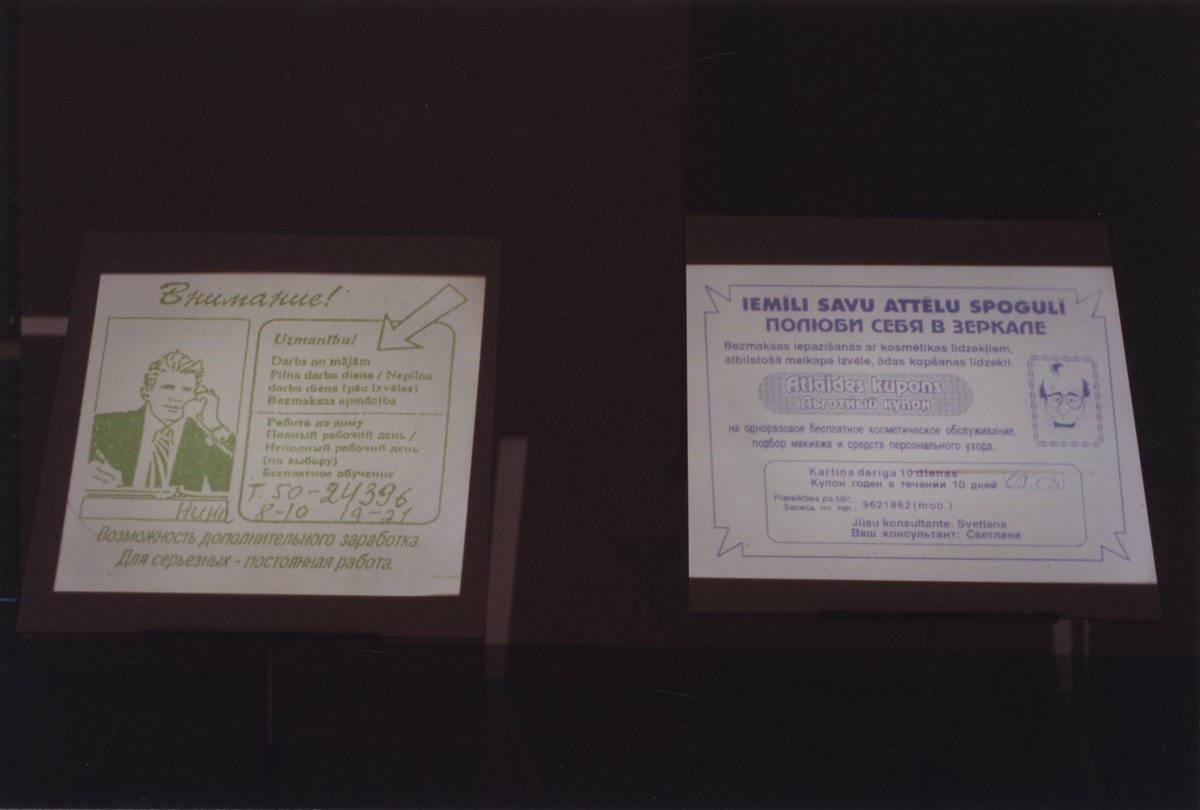 Внимание!
Uzmanību!
Darbs no mājām
Pilna darba diena / Nepilna
darba diena (pēc izvēles)
Bezmaksas apmācība
Работа из дому
Полный рабочий день /
Неполный рабочий день
(по выбору)
Бесплатное обучение
Т. 50-24396
8-10 19-21
Нина
Возможность дополнительного заработка.
Для серьезных - постоянная работа.
IEMĪLI SAVU ATTĒLU SPOGULĪ
ПОЛЮБИ СЕБЯ В ЗЕРКАЛЕ
Bezmaksas iepazīšanās ar kosmētikas līdzekļiem,
atbilstošā meikapa izvēle, ādas kopšanas līdzekļi.
Atlaides kupons
Льготный купон
на одноразовое бесплатное косметическое обслуживание,
подбор макияжа и средств персонального ухода.
Kartiņa derīga 10 dienas
Купон годен в течении 10 дней 09.03
Pieteikties pa tālr.:
Запись по тел.: 9621862 (mob.)
Jūsu konsultante: Svetlana
Ваш консультант: Светлана